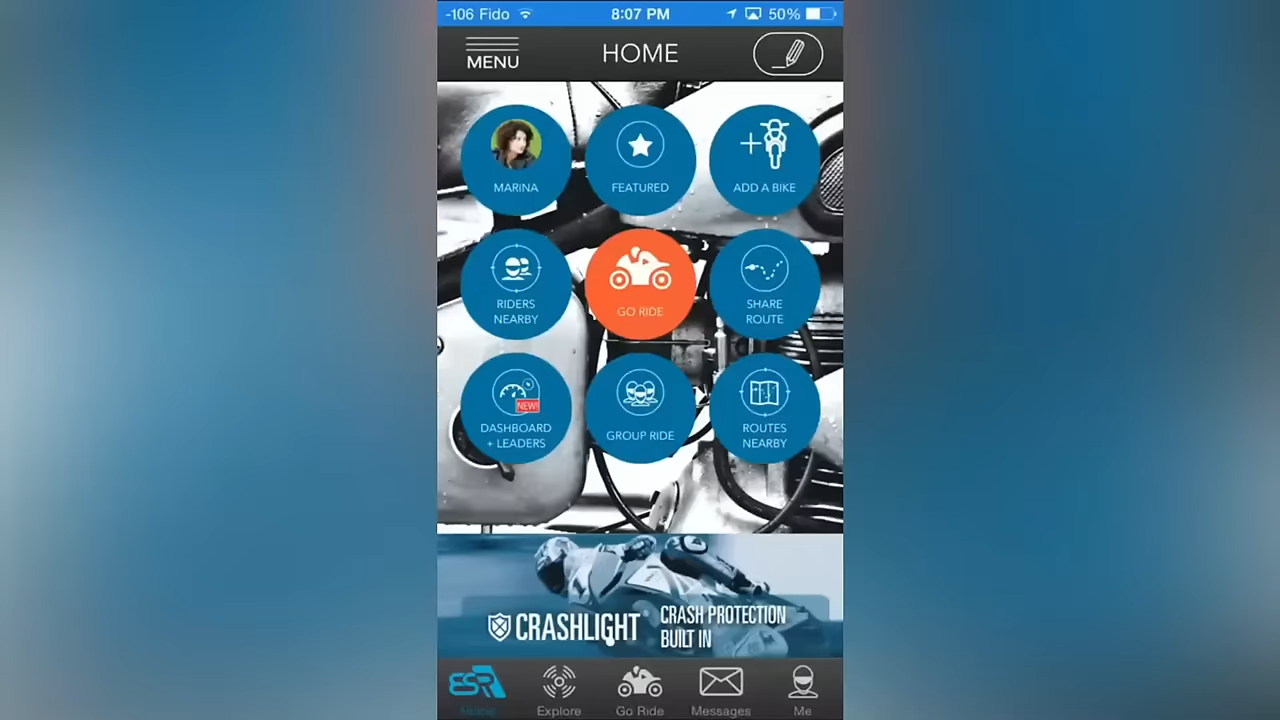 -106 Fido 8:07 PM 50%
MENU HOME
MARiNA FEATURED ADD A BIKE
RIDERS
NEARBY
GO RIDE
SHARE
ROUTE
NEW!
DASHBOARD
+ LEADERS
GROUP RIDE
ROUTES
NEARBY
CRASHLIGHT® CRASH PROTECTION
BUILT IN
ESR
Home Explore Go Ride Messages Me